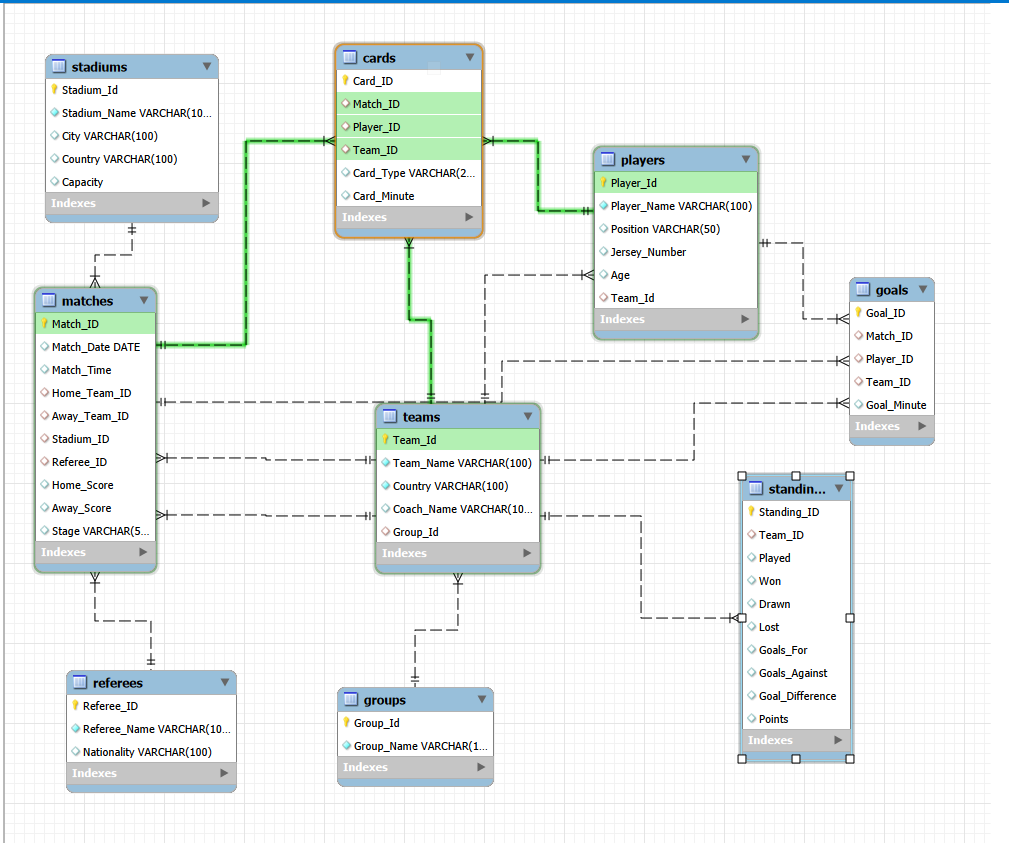 stadiums
Stadium_Id
Stadium_Name VARCHAR(10...
City VARCHAR(100)
Country VARCHAR(100)
Capacity
Indexes
cards
Card_ID
Match_ID
Player_ID
Team_ID
Card_Type VARCHAR(2...
Card_Minute
Indexes
players
Player_Id
Player_Name VARCHAR(100)
Position VARCHAR(50)
Jersey_Number
Age
Team_Id
Indexes
goals
Goal_ID
Match_ID
Player_ID
Team_ID
Goal_Minute
Indexes
matches
Match_ID
Match_Date DATE
Match_Time
Home_Team_ID
Away_Team_ID
Stadium_ID
Referee_ID
Home_Score
Away_Score
Stage VARCHAR(5...
Indexes
teams
Team_Id
Team_Name VARCHAR(100)
Country VARCHAR(100)
Coach_Name VARCHAR(10...
Group_Id
Indexes
standin...
Standing_ID
Team_ID
Played
Won
Drawn
Lost
Goals_For
Goals_Against
Goal_Difference
Points
Indexes
referees
Referee_ID
Referee_Name VARCHAR(10...
Nationality VARCHAR(100)
Indexes
groups
Group_Id
Group_Name VARCHAR(1...
Indexes